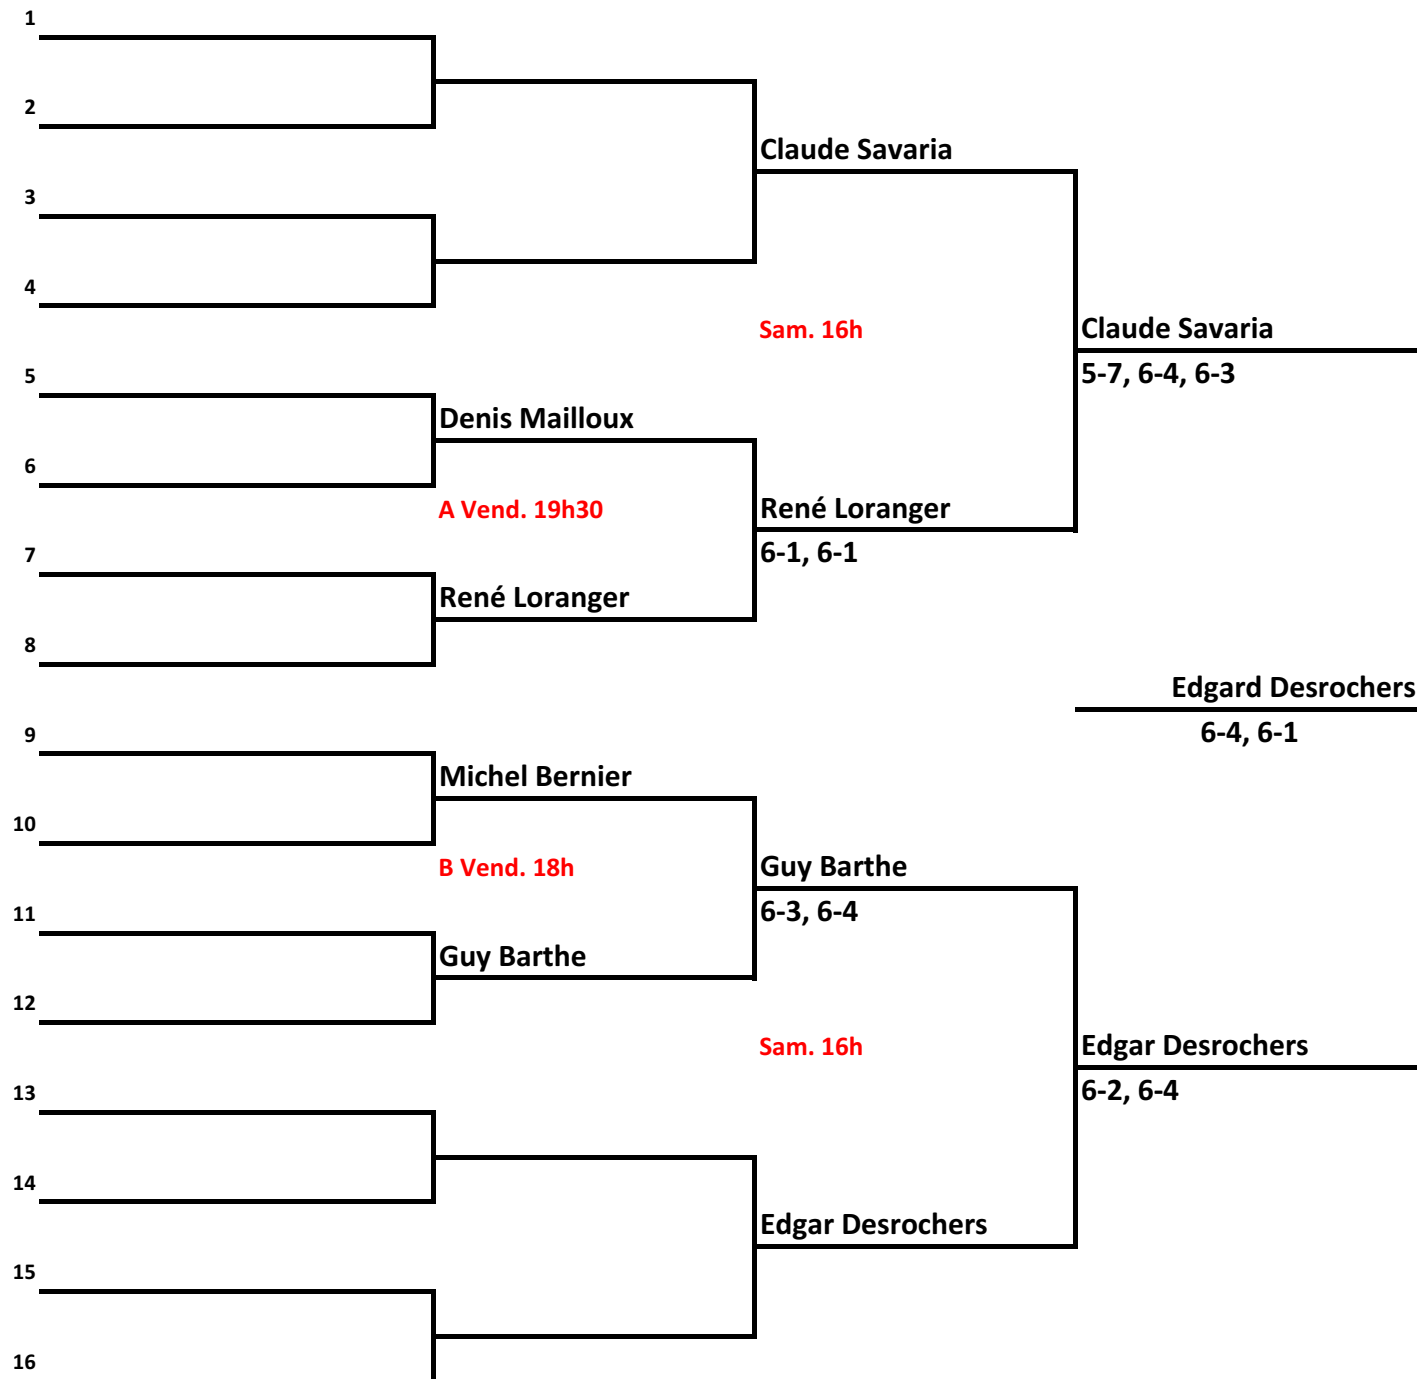 1
2
Claude Savaria
3
4
Sam. 16h
Claude Savaria
5-7, 6-4, 6-3
5
Denis Mailloux
6
A Vend. 19h30
René Loranger
6-1, 6-1
7
René Loranger
8
Edgard Desrochers
6-4, 6-1
9
Michel Bernier
10
B Vend. 18h
Guy Barthe
6-3, 6-4
11
Guy Barthe
12
Sam. 16h
Edgar Desrochers
6-2, 6-4
13
14
Edgar Desrochers
15
16